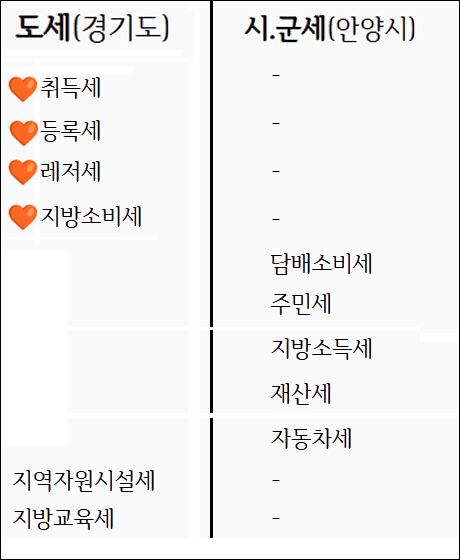 도세(경기도) 시.군세(안양시)
취득세 -
등록세 -
레저세 -
지방소비세 -
담배소비세
주민세
지방소득세
재산세
자동차세
지역자원시설세 -
지방교육세 -